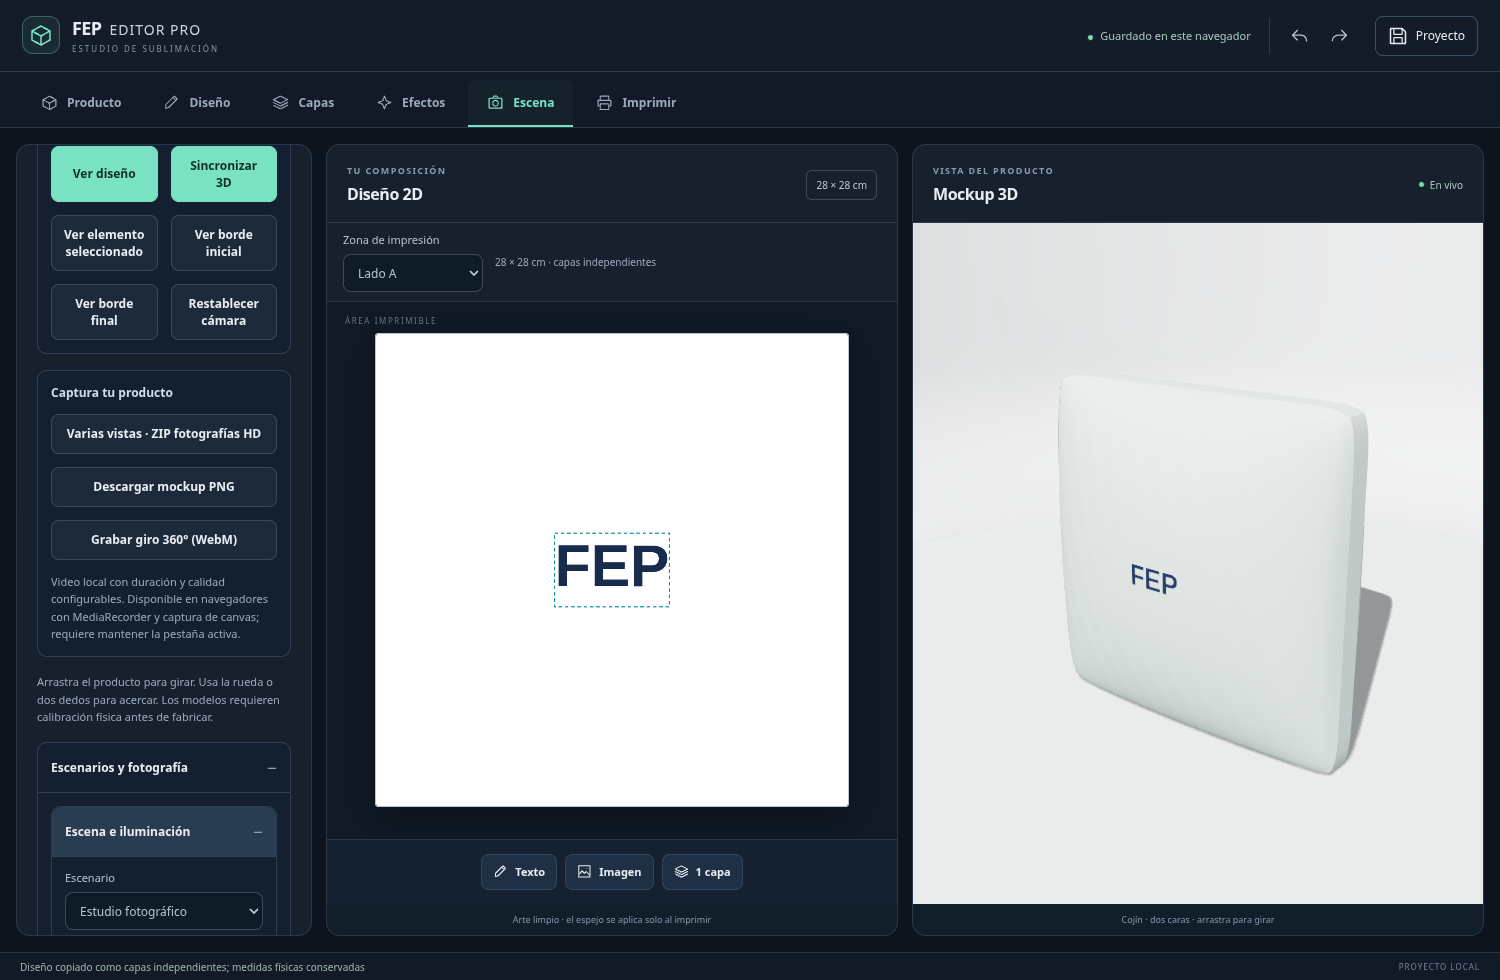 FEP EDITOR PRO
ESTUDIO DE SUBLIMACIÓN
Guardado en este navegador
Proyecto
Producto
Diseño
Capas
Efectos
Escena
Imprimir
Ver diseño
Sincronizar
3D
Ver elemento
seleccionado
Ver borde
inicial
Ver borde
final
Restablecer
cámara
Captura tu producto
Varias vistas · ZIP fotografías HD
Descargar mockup PNG
Grabar giro 360° (WebM)
Video local con duración y calidad
configurables. Disponible en navegadores
con MediaRecorder y captura de canvas;
requiere mantener la pestaña activa.
Arrastra el producto para girar. Usa la rueda o
dos dedos para acercar. Los modelos requieren
calibración física antes de fabricar.
Escenarios y fotografía
Escena e iluminación
Escenario
Estudio fotográfico
TU COMPOSICIÓN
Diseño 2D
28 × 28 cm
Zona de impresión
Lado A
28 × 28 cm · capas independientes
ÁREA IMPRIMIBLE
FEP
Texto
Imagen
1 capa
Arte limpio · el espejo se aplica solo al imprimir
VISTA DEL PRODUCTO
Mockup 3D
En vivo
FEP
Cojín · dos caras · arrastra para girar
Diseño copiado como capas independientes; medidas físicas conservadas
PROYECTO LOCAL